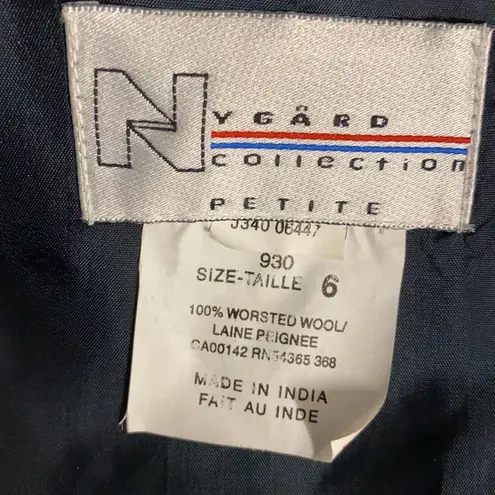 NYGÅRD
collection
PETITE
J340 06447
930
SIZE-TAILLE 6
100% WORSTED WOOL/
LAINE PEIGNEE
CA00142 RN54365 368
MADE IN INDIA
FAIT AU INDE